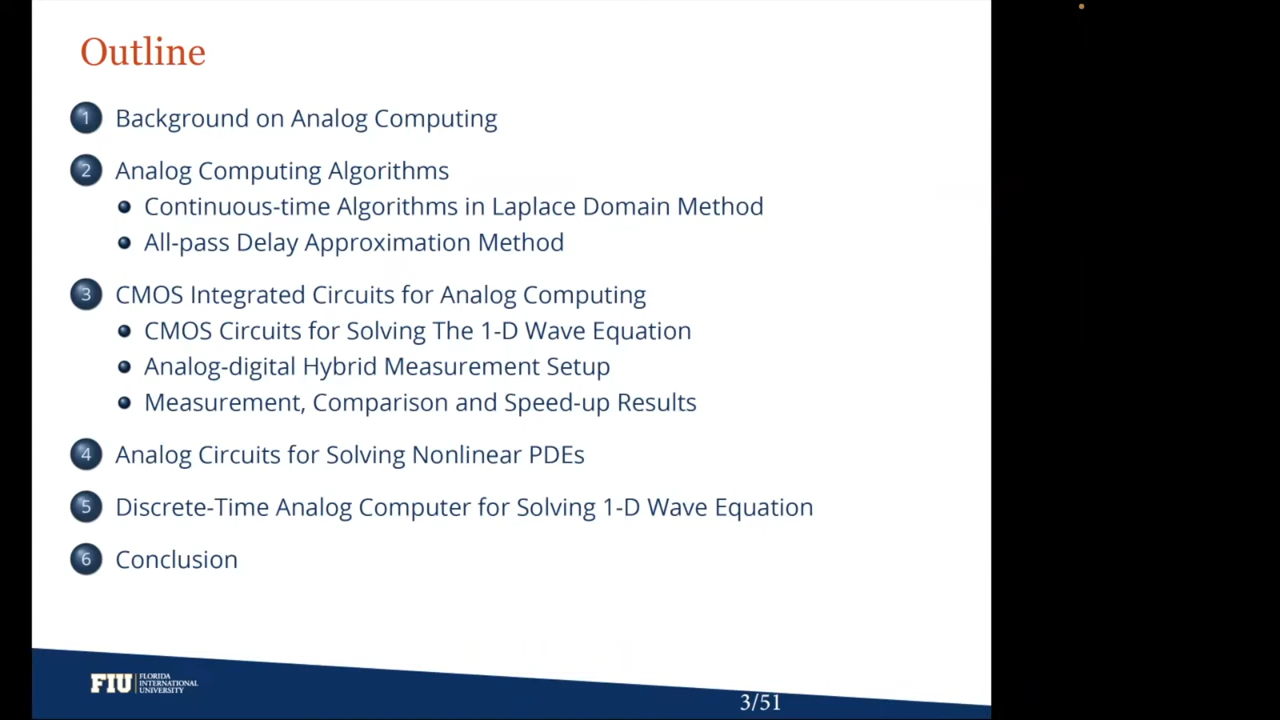 Outline
1 Background on Analog Computing
2 Analog Computing Algorithms
Continuous-time Algorithms in Laplace Domain Method
All-pass Delay Approximation Method
3 CMOS Integrated Circuits for Analog Computing
CMOS Circuits for Solving The 1-D Wave Equation
Analog-digital Hybrid Measurement Setup
Measurement, Comparison and Speed-up Results
4 Analog Circuits for Solving Nonlinear PDEs
5 Discrete-Time Analog Computer for Solving 1-D Wave Equation
6 Conclusion
FIU
FLORIDA
INTERNATIONAL
UNIVERSITY
3/51